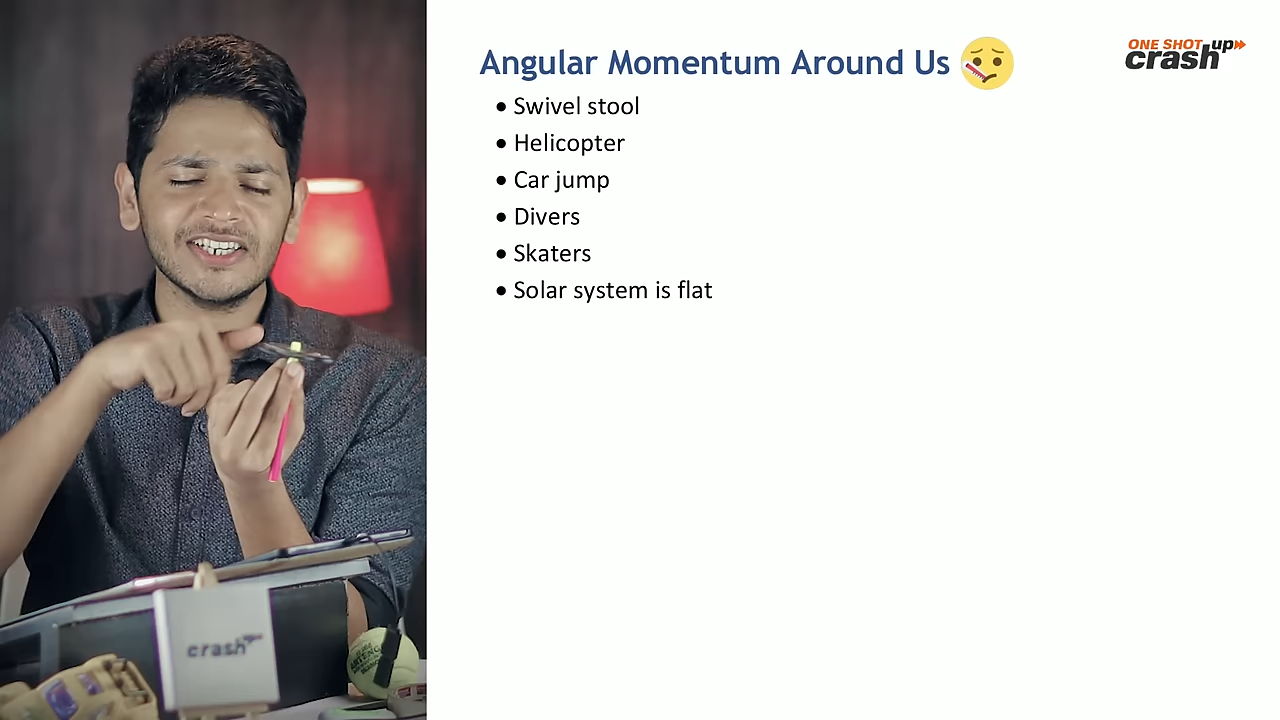 Angular Momentum Around Us
• Swivel stool
• Helicopter
• Car jump
• Divers
• Skaters
• Solar system is flat
ONE SHOT
crash up
crash up